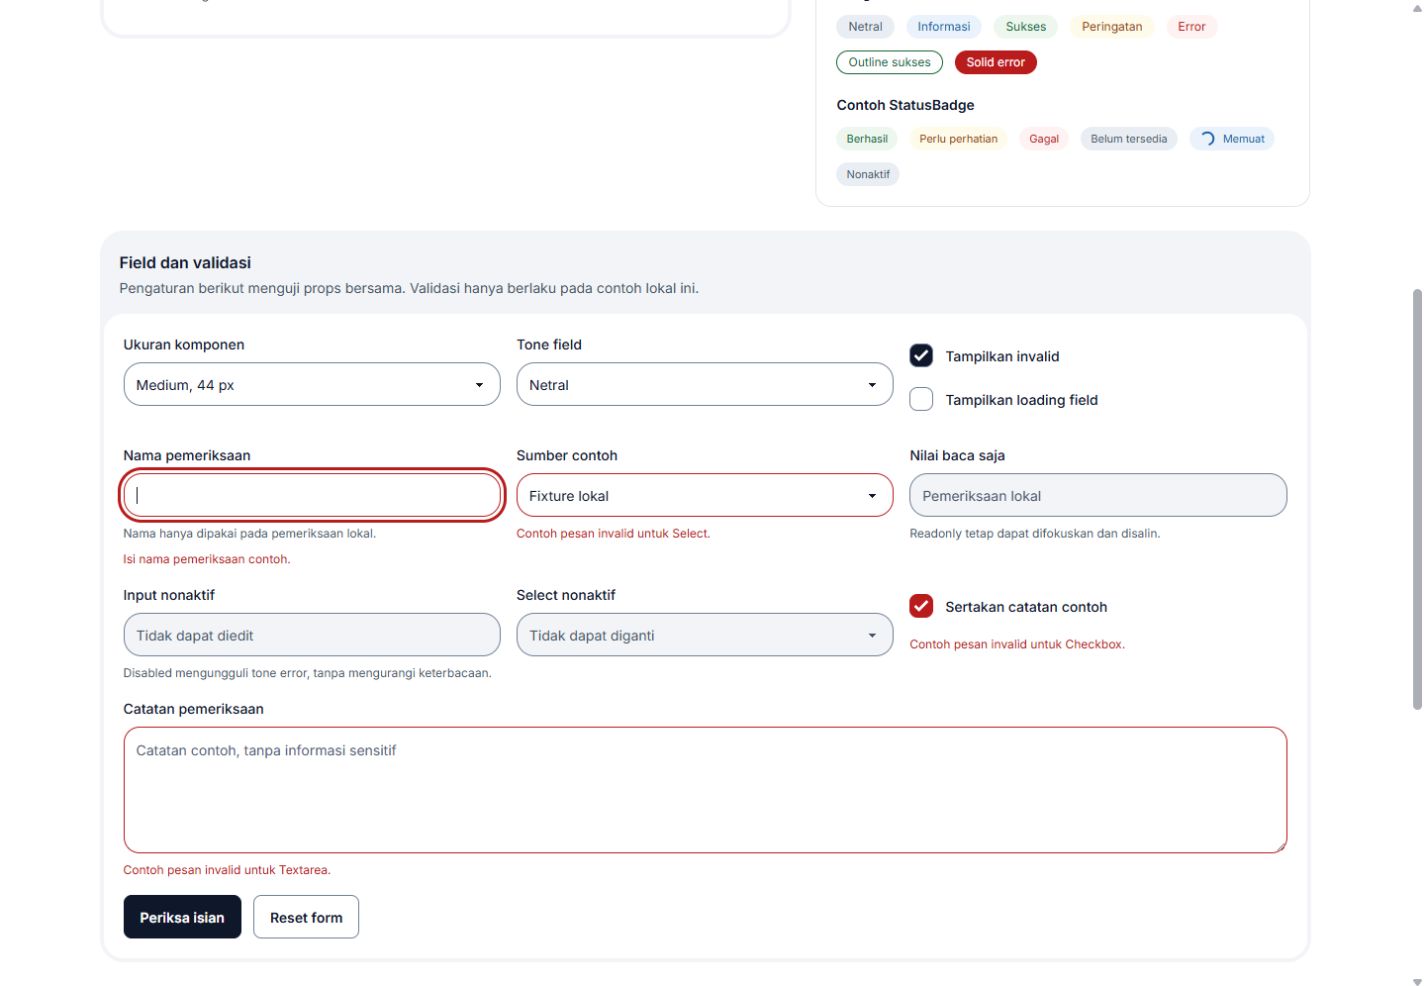 Netral
Informasi
Sukses
Peringatan
Error
Outline sukses
Solid error
Contoh StatusBadge
Berhasil
Perlu perhatian
Gagal
Belum tersedia
Memuat
Nonaktif
Field dan validasi
Pengaturan berikut menguji props bersama. Validasi hanya berlaku pada contoh lokal ini.
Ukuran komponen
Medium, 44 px
Tone field
Netral
Tampilkan invalid
Tampilkan loading field
Nama pemeriksaan
Nama hanya dipakai pada pemeriksaan lokal.
Isi nama pemeriksaan contoh.
Sumber contoh
Fixture lokal
Contoh pesan invalid untuk Select.
Nilai baca saja
Pemeriksaan lokal
Readonly tetap dapat difokuskan dan disalin.
Input nonaktif
Tidak dapat diedit
Disabled mengungguli tone error, tanpa mengurangi keterbacaan.
Select nonaktif
Tidak dapat diganti
Sertakan catatan contoh
Contoh pesan invalid untuk Checkbox.
Catatan pemeriksaan
Catatan contoh, tanpa informasi sensitif
Contoh pesan invalid untuk Textarea.
Periksa isian
Reset form